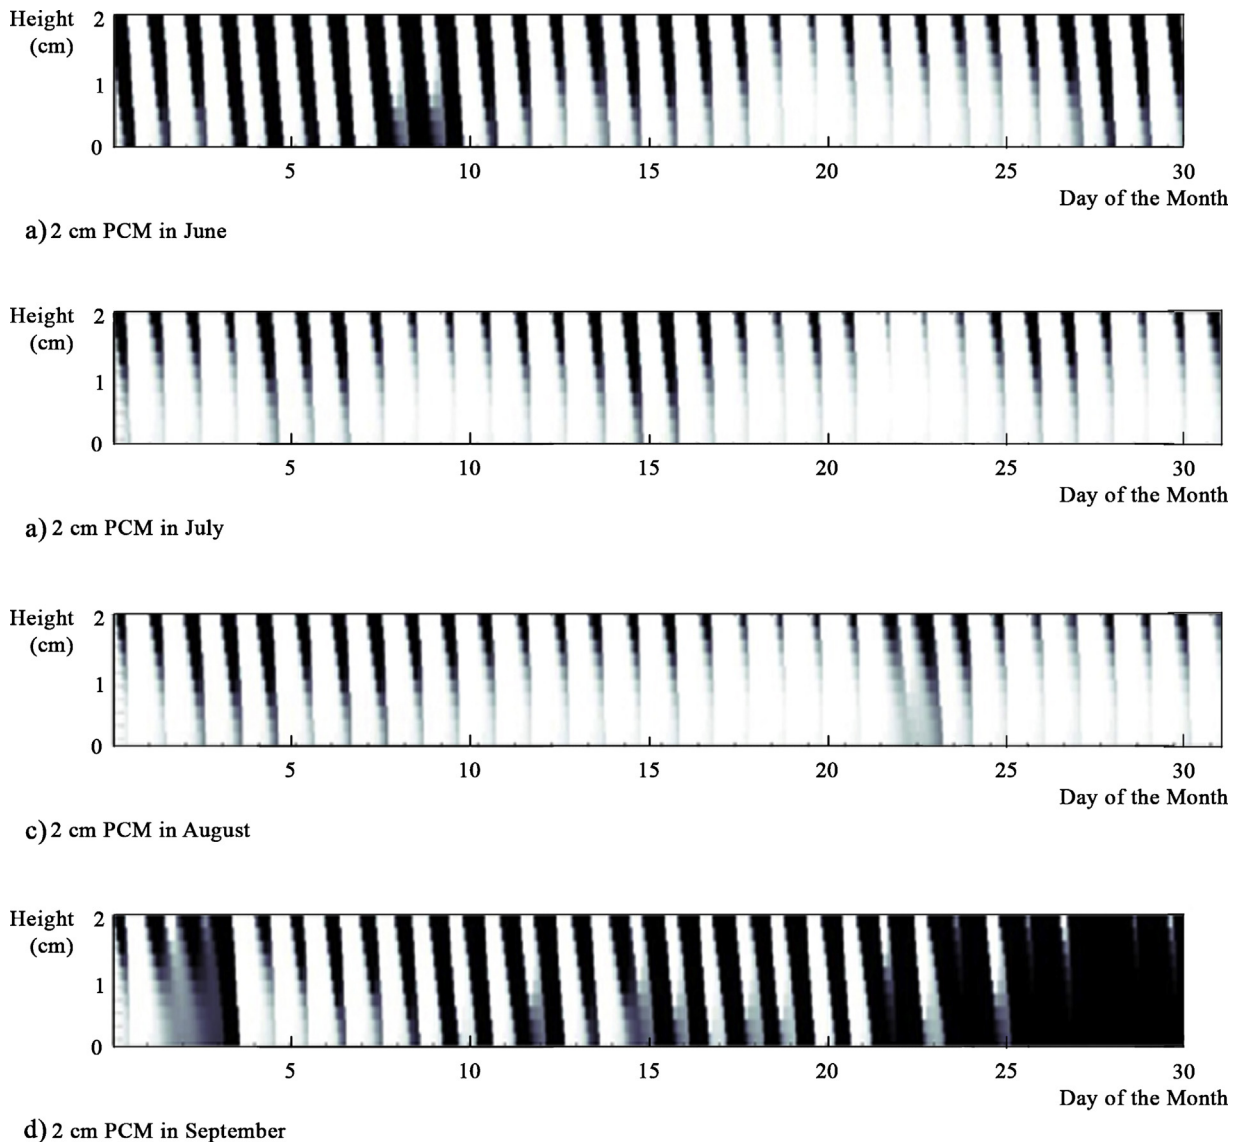 Height 2
(cm)
1
0
5 10 15 20 25 30
Day of the Month
a) 2 cm PCM in June
Height 2
(cm)
1
0
5 10 15 20 25 30
Day of the Month
a) 2 cm PCM in July
Height 2
(cm)
1
0
5 10 15 20 25 30
Day of the Month
c) 2 cm PCM in August
Height 2
(cm)
1
0
5 10 15 20 25 30
Day of the Month
d) 2 cm PCM in September